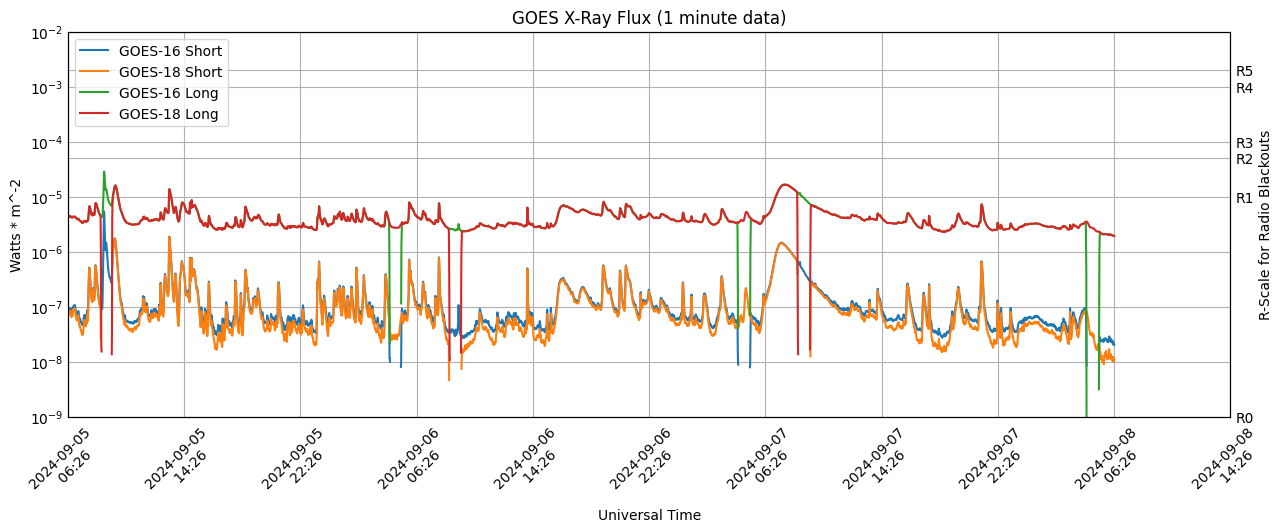 GOES X-Ray Flux (1 minute data)
GOES-16 Short
GOES-18 Short
GOES-16 Long
GOES-18 Long
10^-2
10^-3
10^-4
10^-5
10^-6
10^-7
10^-8
10^-9
Watts * m^-2
R5
R4
R3
R2
R1
R0
R-Scale for Radio Blackouts
2024-09-05
06:26
2024-09-05
14:26
2024-09-05
22:26
2024-09-06
06:26
2024-09-06
14:26
2024-09-06
22:26
2024-09-07
06:26
2024-09-07
14:26
2024-09-07
22:26
2024-09-08
06:26
2024-09-08
14:26
Universal Time